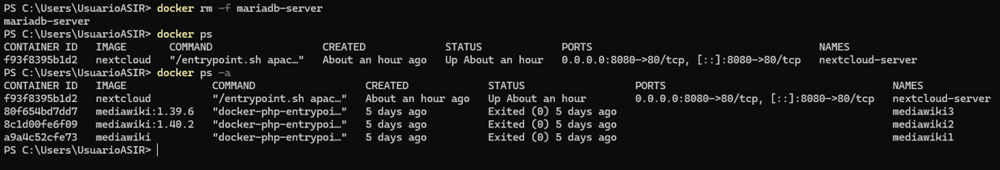 PS C:\Users\UsuarioASIR> docker rm -f mariadb-server
mariadb-server
PS C:\Users\UsuarioASIR> docker ps
CONTAINER ID   IMAGE       COMMAND                  CREATED             STATUS             PORTS                                     NAMES
f93f8395b1d2   nextcloud   "/entrypoint.sh apac…"   About an hour ago   Up About an hour   0.0.0.0:8080->80/tcp, [::]:8080->80/tcp   nextcloud-server
PS C:\Users\UsuarioASIR> docker ps -a
CONTAINER ID   IMAGE              COMMAND                  CREATED             STATUS                  PORTS                                     NAMES
f93f8395b1d2   nextcloud          "/entrypoint.sh apac…"   About an hour ago   Up About an hour        0.0.0.0:8080->80/tcp, [::]:8080->80/tcp   nextcloud-server
80f654bd7dd7   mediawiki:1.39.6   "docker-php-entrypoi…"   5 days ago          Exited (0) 5 days ago                                             mediawiki3
8c1d00fe6f09   mediawiki:1.40.2   "docker-php-entrypoi…"   5 days ago          Exited (0) 5 days ago                                             mediawiki2
a9a4c52cfe73   mediawiki          "docker-php-entrypoi…"   5 days ago          Exited (0) 5 days ago                                             mediawiki1
PS C:\Users\UsuarioASIR>